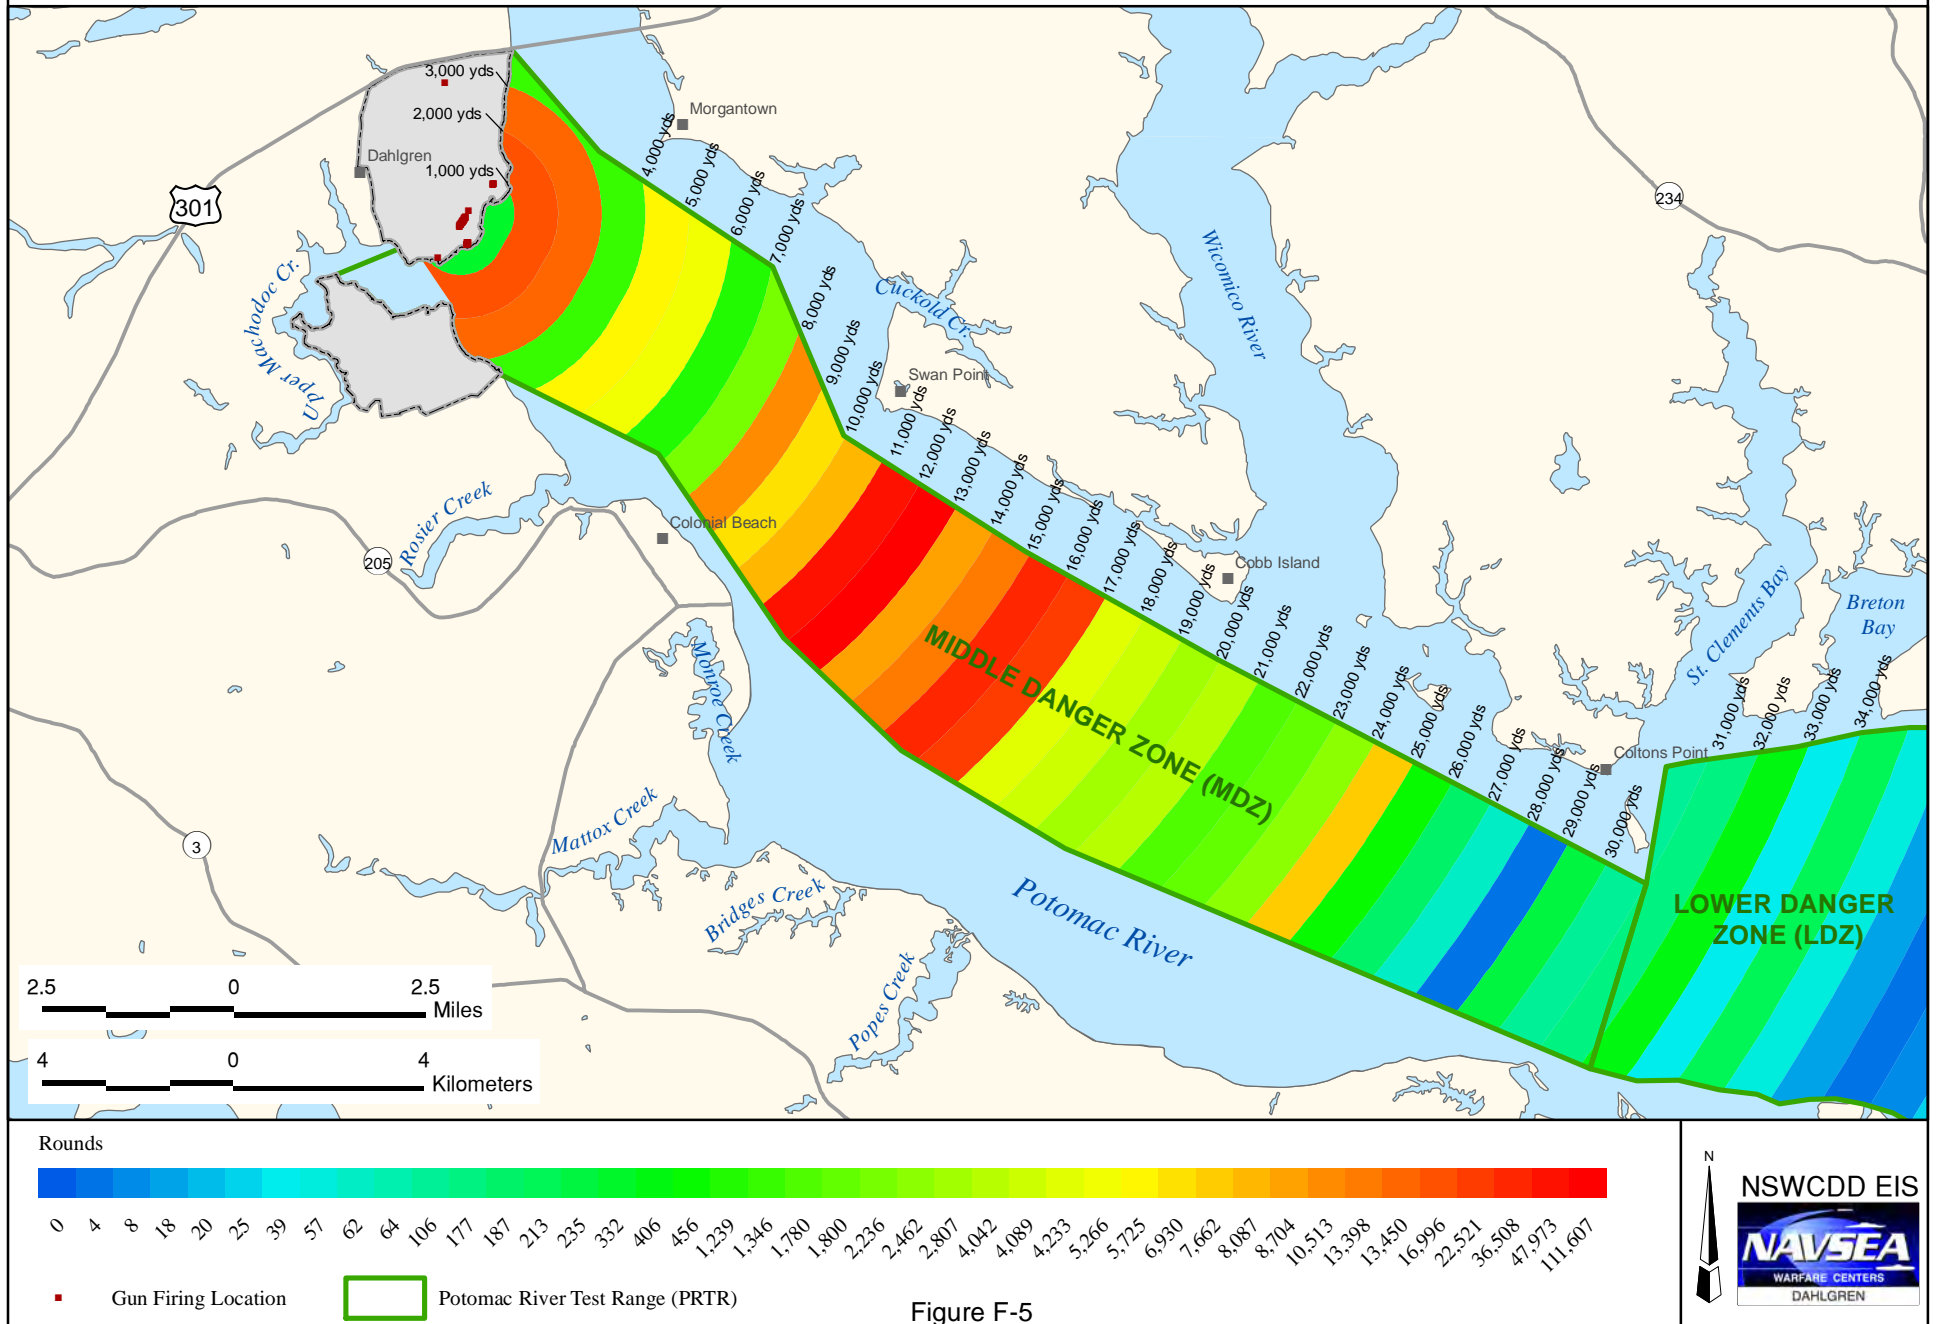 3,000 yds
2,000 yds
1,000 yds
Dahlgren
301
Morgantown
4,000 yds
5,000 yds
6,000 yds
7,000 yds
8,000 yds
9,000 yds
10,000 yds
11,000 yds
12,000 yds
13,000 yds
14,000 yds
15,000 yds
16,000 yds
17,000 yds
18,000 yds
19,000 yds
20,000 yds
21,000 yds
22,000 yds
23,000 yds
24,000 yds
25,000 yds
26,000 yds
27,000 yds
28,000 yds
29,000 yds
30,000 yds
31,000 yds
32,000 yds
33,000 yds
34,000 yds
234
Wicomico River
Cuckold Cr.
Swan Point
Upper Machodoc Cr.
Rosier Creek
Colonial Beach
205
Cobb Island
St. Clements Bay
Breton
Bay
Monroe Creek
MIDDLE DANGER ZONE (MDZ)
Coltons Point
Mattox Creek
3
Bridges Creek
Potomac River
Popes Creek
LOWER DANGER
ZONE (LDZ)
2.5 0 2.5
Miles
4 0 4
Kilometers
Rounds
0 4 8 18 20 25 39 57 62 64 106 177 187 213 235 332 406 456 1,239 1,346 1,780 1,800 2,236 2,462 2,807 4,042 4,089 4,233 5,266 5,725 6,930 7,662 8,087 8,704 10,513 13,398 13,450 16,996 22,521 36,508 47,973 111,607
Gun Firing Location
Potomac River Test Range (PRTR)
Figure F-5
N
NSWCDD EIS
NAVSEA
WARFARE CENTERS
DAHLGREN